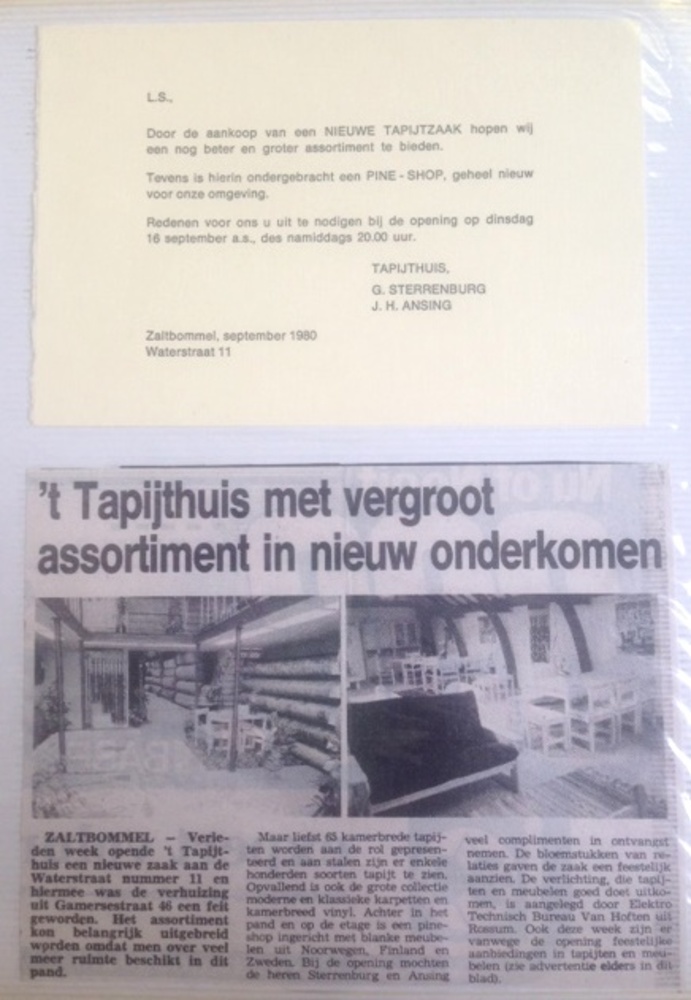 L.S.,
Door de aankoop van een NIEUWE TAPIJTZAAK hopen wij
een nog beter en groter assortiment te bieden.
Tevens is hierin ondergebracht een PINE - SHOP, geheel nieuw
voor onze omgeving.
Redenen voor ons u uit te nodigen bij de opening op dinsdag
16 september a.s., des namiddags 20.00 uur.
TAPIJTHUIS,
G. STERRENBURG
J. H. ANSING
Zaltbommel, september 1980
Waterstraat 11
't Tapijthuis met vergroot
assortiment in nieuw onderkomen
ZALTBOMMEL — Verle-
den week opende 't Tapijt-
huis een nieuwe zaak aan de
Waterstraat nummer 11 en
hiermee was de verhuizing
uit Gamersestraat 46 een feit
geworden. Het assortiment
kon belangrijk uitgebreid
worden omdat men over veel
meer ruimte beschikt in dit
pand.
Maar liefst 65 kamerbrede tapij-
ten worden aan de rol gepresen-
teerd en aan stalen zijn er enkele
honderden soorten tapijt te zien.
Opvallend is ook de grote collectie
moderne en klassieke karpetten en
kamerbreed vinyl. Achter in het
pand en op de etage is een pine-
shop ingericht met blanke meube-
len uit Noorwegen, Finland en
Zweden. Bij de opening mochten
de heren Sterrenburg en Ansing
veel complimenten in ontvangst
nemen. De bloemstukken van re-
laties gaven de zaak een feestelijk
aanzien. De verlichting, die tapij-
ten en meubelen goed doet uitko-
men, is aangelegd door Elektro
Technisch Bureau Van Hoften uit
Rossum. Ook deze week zijn er
vanwege de opening feestelijke
aanbiedingen in tapijten en meu-
belen (zie advertentie elders in dit
blad).